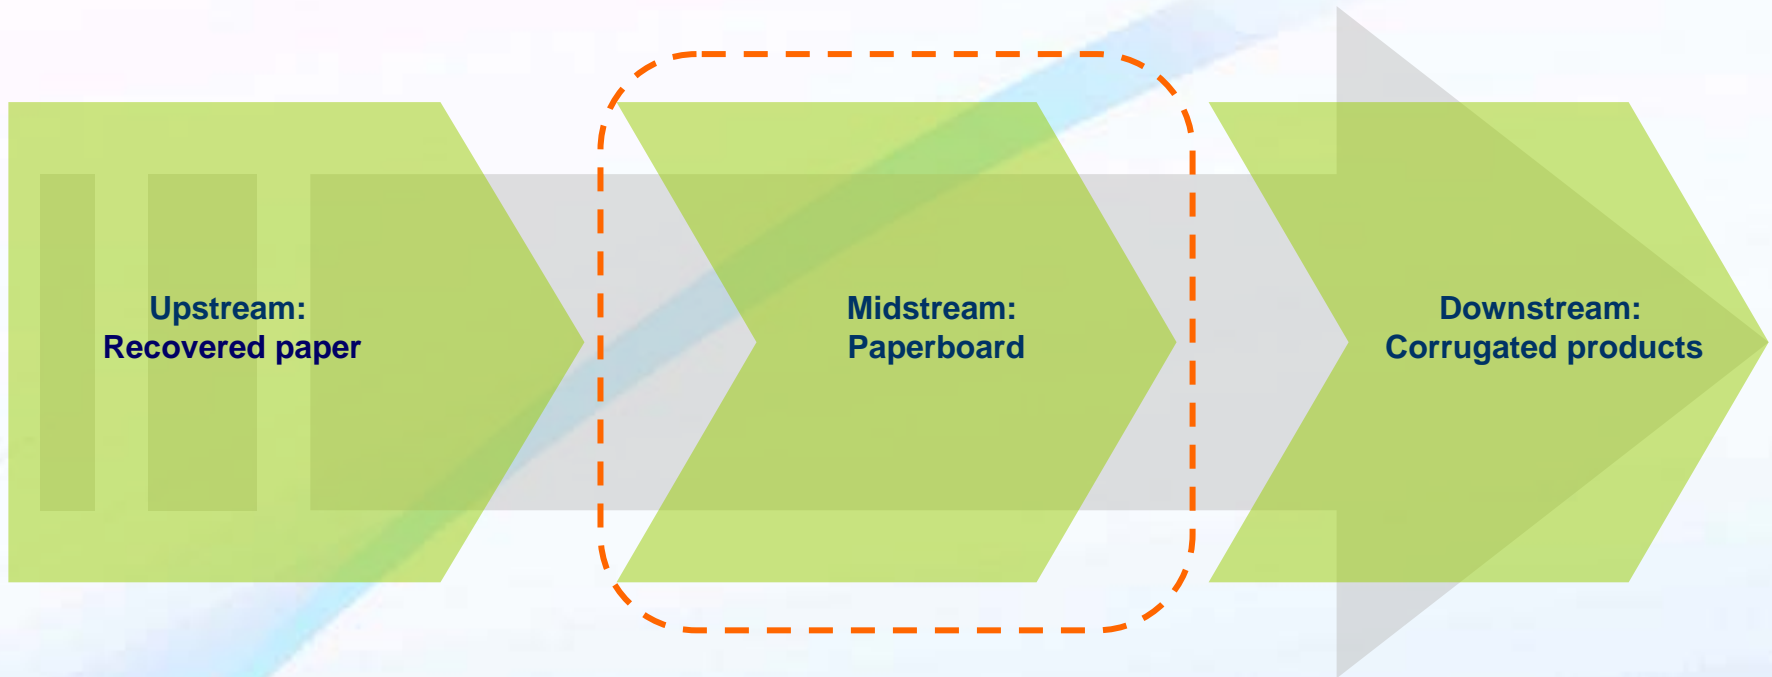 Upstream:
Recovered paper
Midstream:
Paperboard
Downstream:
Corrugated products